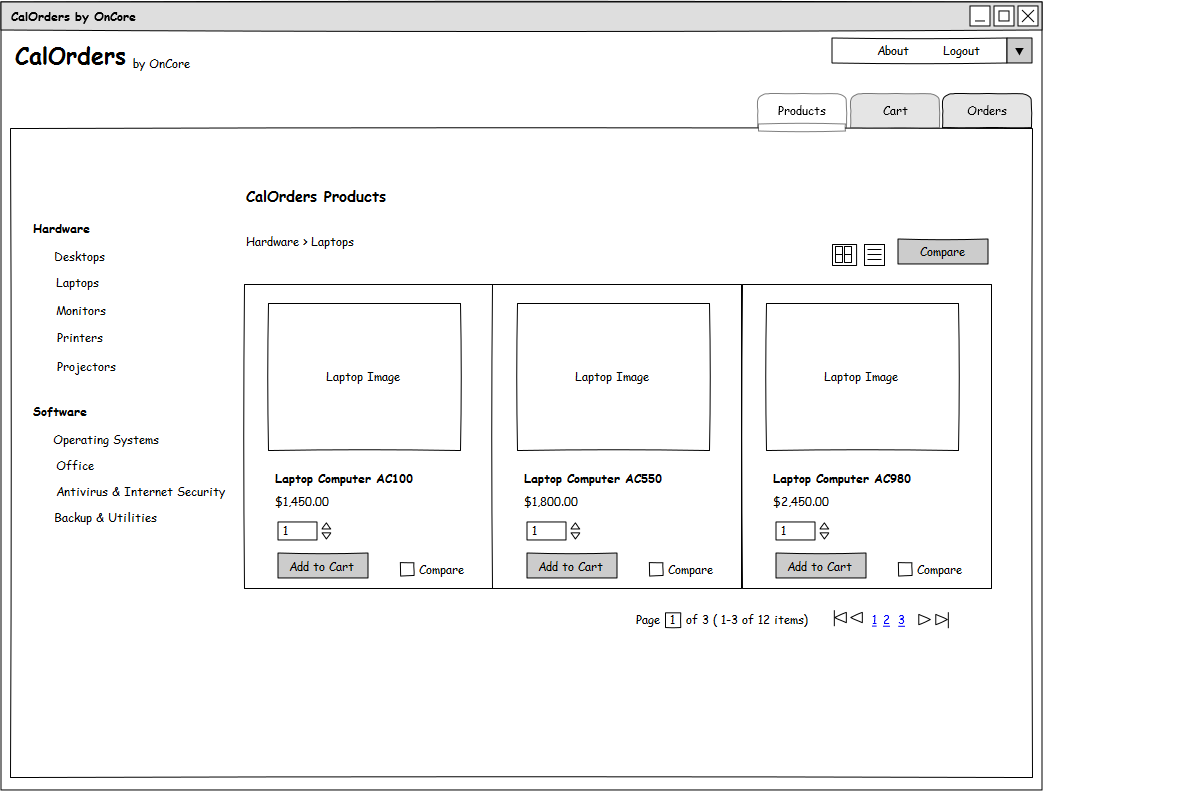 CalOrders by OnCore
CalOrders by OnCore
About Logout
Products Cart Orders
CalOrders Products
Hardware
Hardware > Laptops
Compare
Desktops
Laptops
Monitors
Printers
Projectors
Software
Operating Systems
Office
Antivirus & Internet Security
Backup & Utilities
Laptop Image Laptop Image Laptop Image
Laptop Computer AC100 Laptop Computer AC550 Laptop Computer AC980
$1,450.00 $1,800.00 $2,450.00
1 1 1
Add to Cart Compare Add to Cart Compare Add to Cart Compare
Page 1 of 3 ( 1-3 of 12 items) 1 2 3